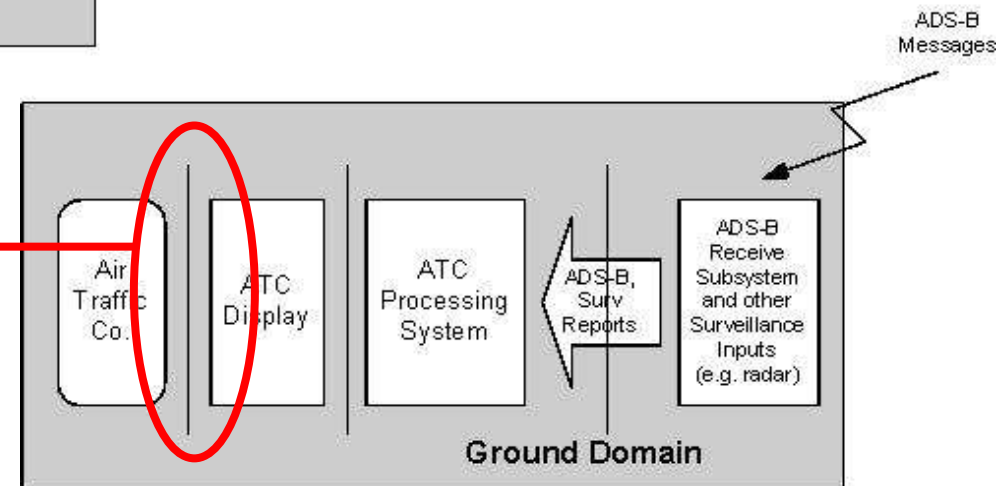 ADS-B
Messages
Air
Traffic
Co.
ATC
Display
ATC
Processing
System
ADS-B,
Surv
Reports
ADS-B
Receive
Subsystem
and other
Surveillance
Inputs
(e.g. radar)
Ground Domain